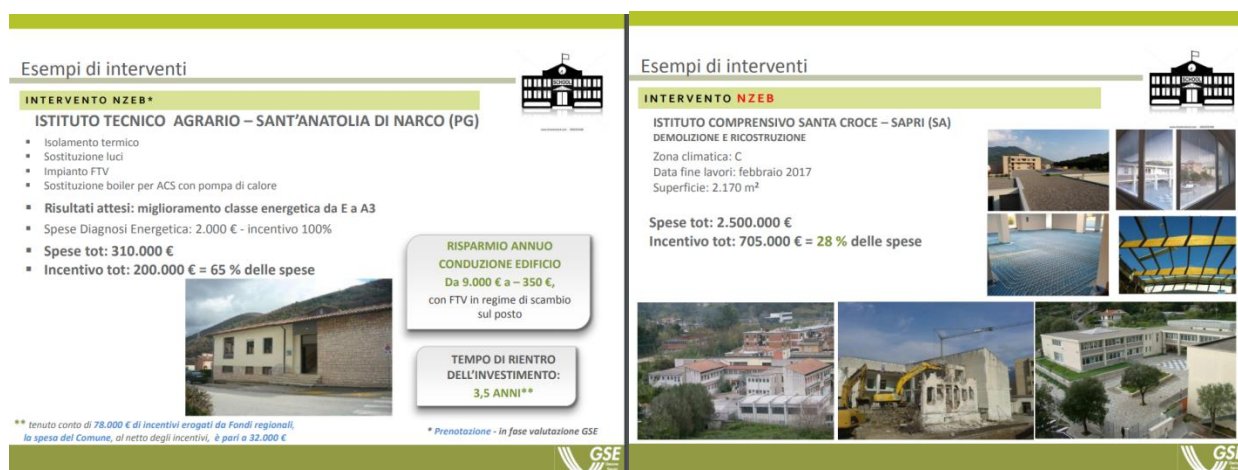 Esempi di interventi
SCHOOL
INTERVENTO NZEB*
ISTITUTO TECNICO AGRARIO – SANT'ANATOLIA DI NARCO (PG)
▪ Isolamento termico
▪ Sostituzione luci
▪ Impianto FTV
▪ Sostituzione boiler per ACS con pompa di calore
▪ Risultati attesi: miglioramento classe energetica da E a A3
▪ Spese Diagnosi Energetica: 2.000 € - incentivo 100%
▪ Spese tot: 310.000 €
▪ Incentivo tot: 200.000 € = 65 % delle spese
RISPARMIO ANNUO
CONDUZIONE EDIFICIO
Da 9.000 € a – 350 €,
con FTV in regime di scambio
sul posto
TEMPO DI RIENTRO
DELL'INVESTIMENTO:
3,5 ANNI**
** tenuto conto di 78.000 € di incentivi erogati da Fondi regionali,
la spesa del Comune, al netto degli incentivi, è pari a 32.000 €
* Prenotazione - in fase valutazione GSE
GSE
Esempi di interventi
SCHOOL
INTERVENTO NZEB
ISTITUTO COMPRENSIVO SANTA CROCE – SAPRI (SA)
DEMOLIZIONE E RICOSTRUZIONE
Zona climatica: C
Data fine lavori: febbraio 2017
Superficie: 2.170 m²
Spese tot: 2.500.000 €
Incentivo tot: 705.000 € = 28 % delle spese
GSE